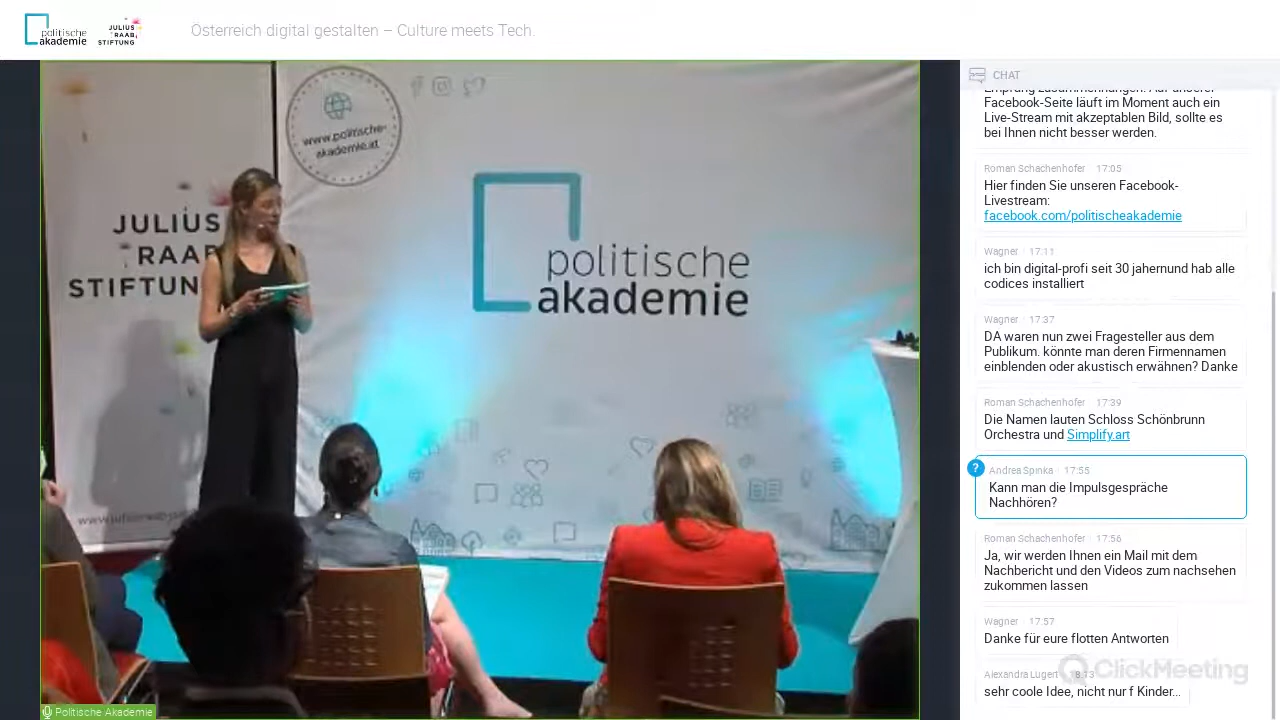 politische
akademie
JULIUS
RAAB
STIFTUNG
Österreich digital gestalten – Culture meets Tech.
www.politische-
akademie.at
JULIUS
RAAB
STIFTUN
politische
akademie
Politische Akademie
CHAT
Facebook-Seite läuft im Moment auch ein
Live-Stream mit akzeptablen Bild, sollte es
bei Ihnen nicht besser werden.
Roman Schachenhofer 17:05
Hier finden Sie unseren Facebook-
Livestream:
facebook.com/politischeakademie
Wagner 17:11
ich bin digital-profi seit 30 jahernund hab alle
codices installiert
Wagner 17:37
DA waren nun zwei Fragesteller aus dem
Publikum. könnte man deren Firmennamen
einblenden oder akustisch erwähnen? Danke
Roman Schachenhofer 17:39
Die Namen lauten Schloss Schönbrunn
Orchestra und Simplify.art
?
Andrea Spinka 17:55
Kann man die Impulsgespräche
Nachhören?
Roman Schachenhofer 17:56
Ja, wir werden Ihnen ein Mail mit dem
Nachbericht und den Videos zum nachsehen
zukommen lassen
Wagner 17:57
Danke für eure flotten Antworten
Alexandra Lugert 18:13
sehr coole Idee, nicht nur f Kinder...
ClickMeeting